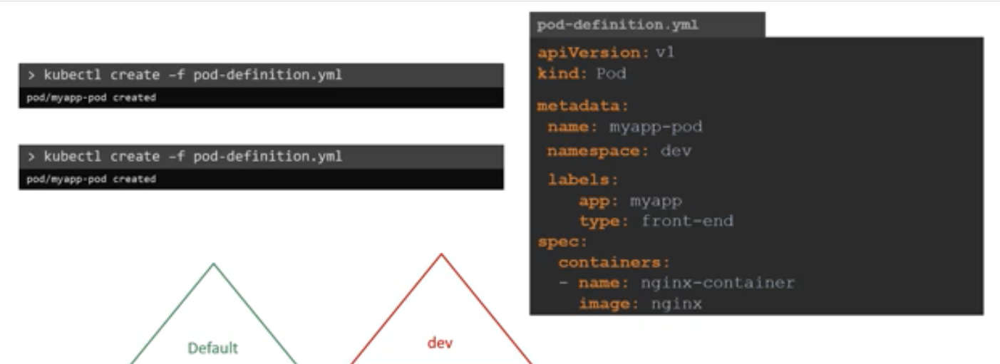 > kubectl create –f pod-definition.yml
pod/myapp-pod created
> kubectl create –f pod-definition.yml
pod/myapp-pod created
Default
dev
pod-definition.yml
apiVersion: v1
kind: Pod
metadata:
name: myapp-pod
namespace: dev
labels:
app: myapp
type: front-end
spec:
containers:
- name: nginx-container
image: nginx